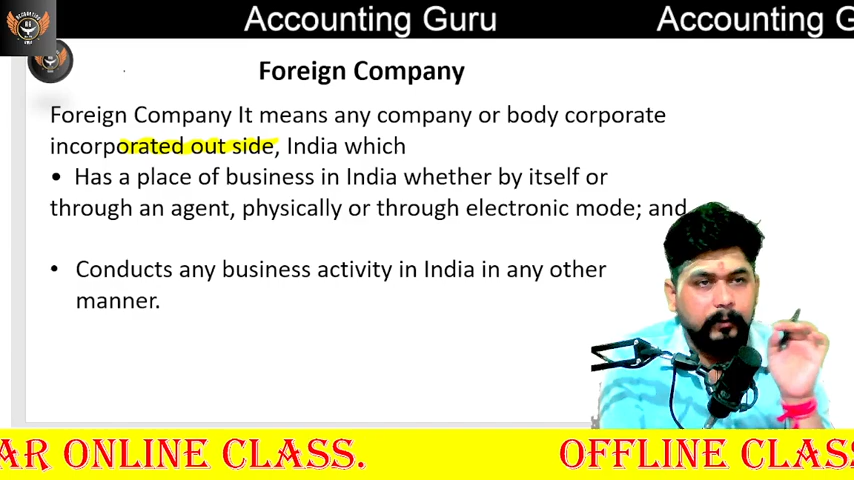 Accounting Guru
Accounting G
Foreign Company
Foreign Company It means any company or body corporate
incorporated out side, India which
• Has a place of business in India whether by itself or
through an agent, physically or through electronic mode; and
• Conducts any business activity in India in any other
manner.
AR ONLINE CLASS.
OFFLINE CLAS